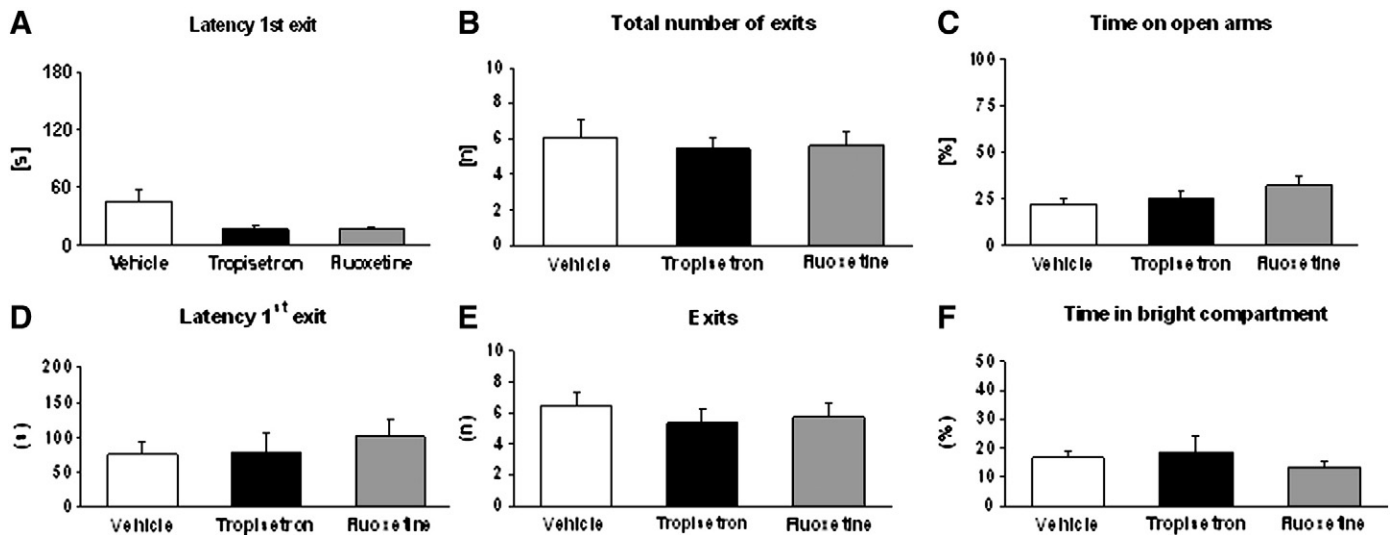 A
Latency 1st exit
180
120
60
0
[s]
Vehicle Tropisetron Fluoxetine
B
Total number of exits
10
8
6
4
2
0
[n]
Vehicle Tropisetron Fluoxetine
C
Time on open arms
100
75
50
25
0
[%]
Vehicle Tropisetron Fluoxetine
D
Latency 1st exit
200
150
100
50
0
(s)
Vehicle Tropisetron Fluoxetine
E
Exits
10
8
6
4
2
0
(n)
Vehicle Tropisetron Fluoxetine
F
Time in bright compartment
50
40
30
20
10
0
(%)
Vehicle Tropisetron Fluoxetine